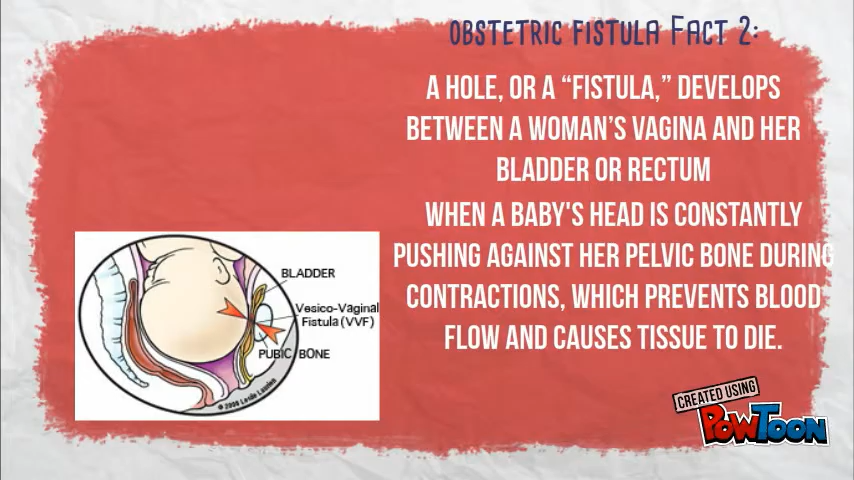 OBSTETRIC FISTULA FACT 2:
A HOLE, OR A “FISTULA,” DEVELOPS
BETWEEN A WOMAN’S VAGINA AND HER
BLADDER OR RECTUM
WHEN A BABY'S HEAD IS CONSTANTLY
PUSHING AGAINST HER PELVIC BONE DURING
CONTRACTIONS, WHICH PREVENTS BLOOD
FLOW AND CAUSES TISSUE TO DIE.
BLADDER
Vesico-Vaginal
Fistula (VVF)
PUBIC BONE
CREATED USING
POWTOON